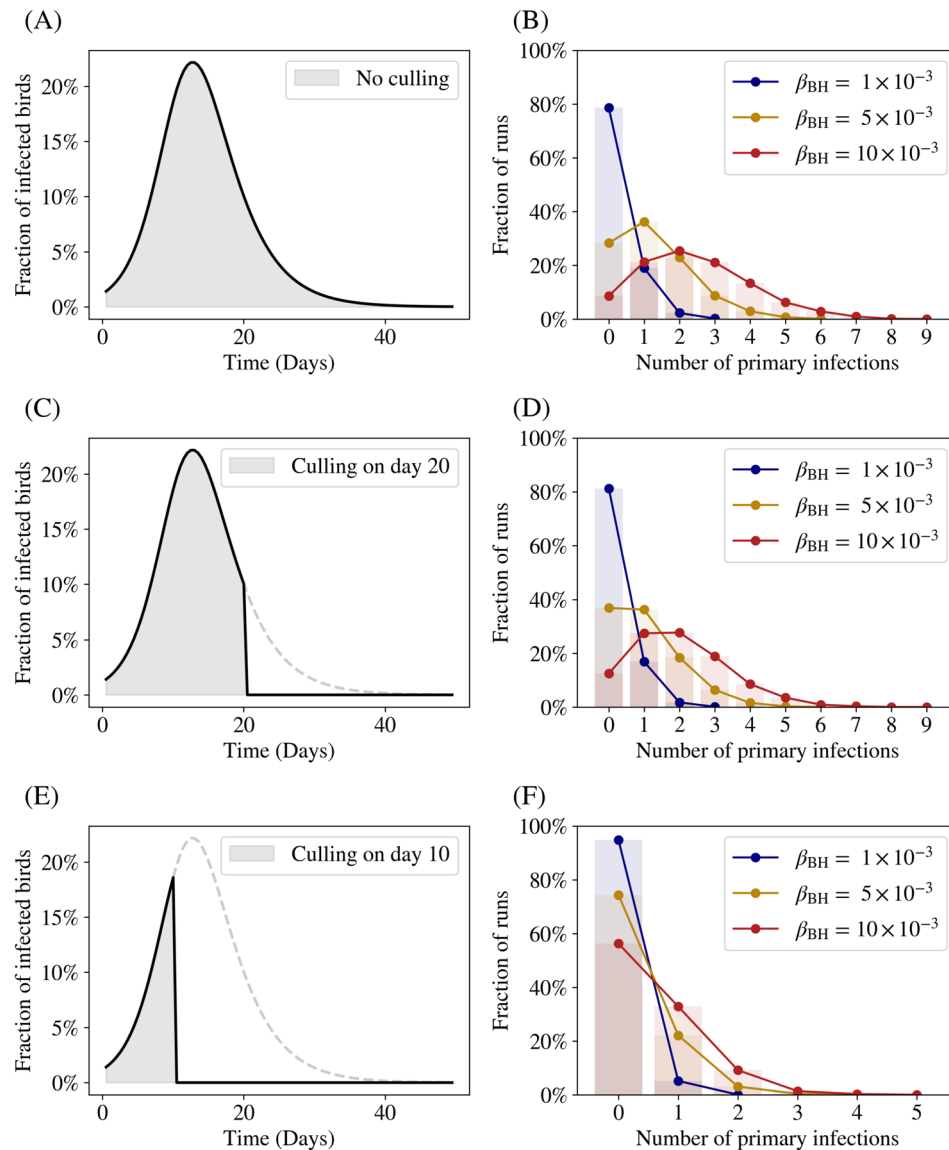 (A)
Fraction of infected birds
20%
15%
10%
5%
0%
No culling
0
20
40
Time (Days)
(B)
Fraction of runs
100%
80%
60%
40%
20%
0%
β_BH = 1×10⁻³
β_BH = 5×10⁻³
β_BH = 10×10⁻³
0 1 2 3 4 5 6 7 8 9
Number of primary infections
(C)
Fraction of infected birds
20%
15%
10%
5%
0%
Culling on day 20
0
20
40
Time (Days)
(D)
Fraction of runs
100%
80%
60%
40%
20%
0%
β_BH = 1×10⁻³
β_BH = 5×10⁻³
β_BH = 10×10⁻³
0 1 2 3 4 5 6 7 8 9
Number of primary infections
(E)
Fraction of infected birds
20%
15%
10%
5%
0%
Culling on day 10
0
20
40
Time (Days)
(F)
Fraction of runs
100%
80%
60%
40%
20%
0%
β_BH = 1×10⁻³
β_BH = 5×10⁻³
β_BH = 10×10⁻³
0 1 2 3 4 5
Number of primary infections